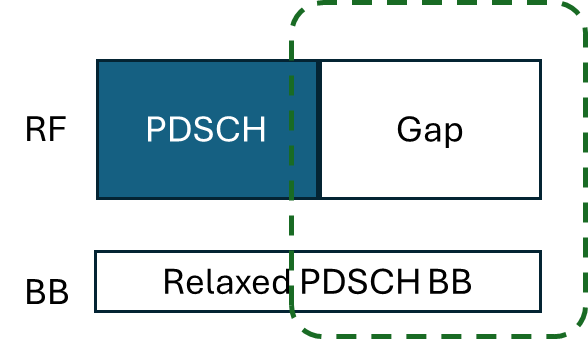 RF
PDSCH
Gap
BB
Relaxed PDSCH BB